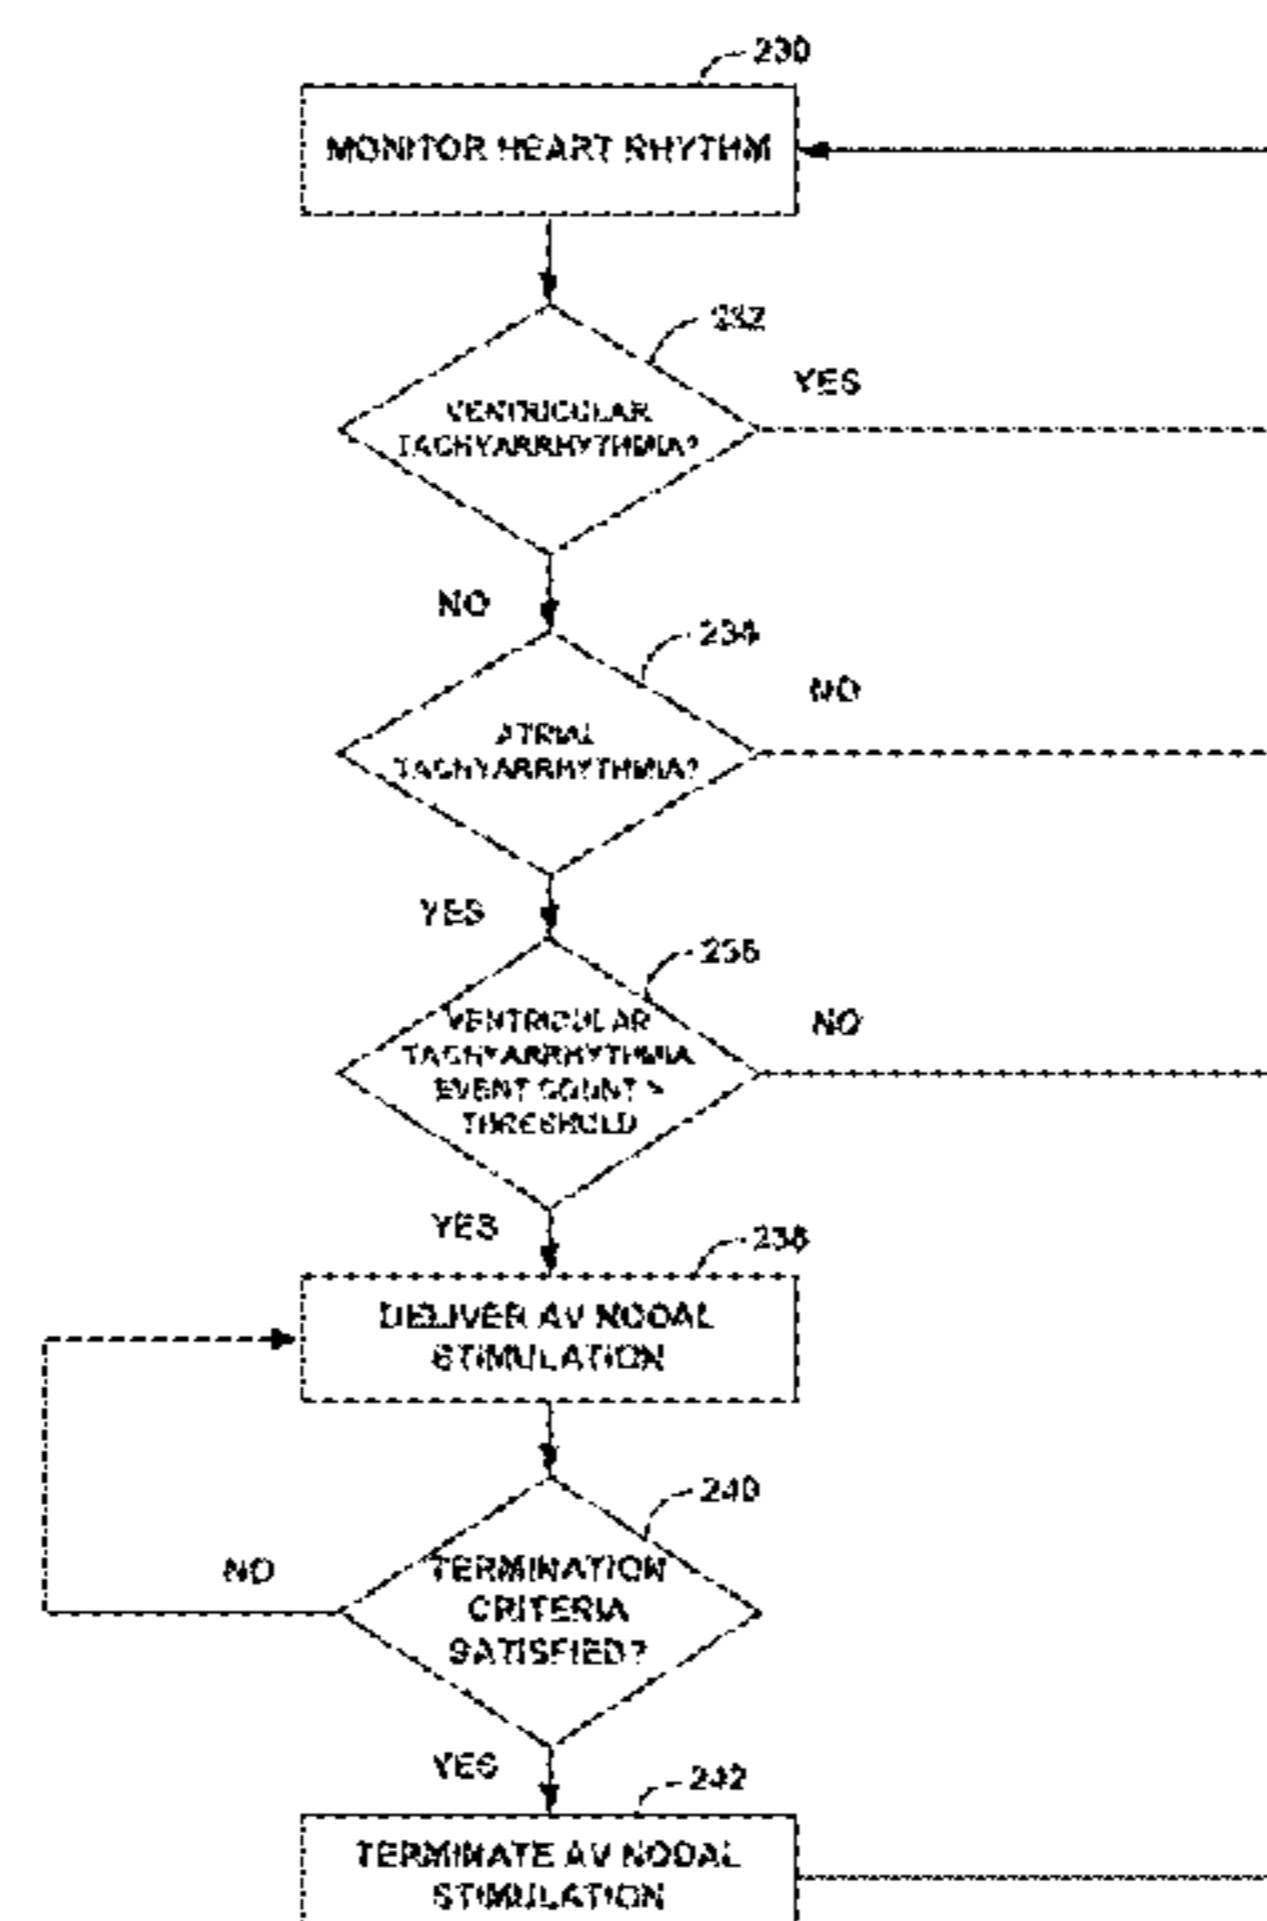 230
MONITOR HEART RHYTHM
232
YES
VENTRICULAR
TACHYARRHYTHMIA?
NO
234
NO
ATRIAL
TACHYARRHYTHMIA?
YES
236
NO
VENTRICULAR
TACHYARRHYTHMIA
EVENT COUNT >
THRESHOLD
YES
238
DELIVER AV NODAL
STIMULATION
240
NO
TERMINATION
CRITERIA
SATISFIED?
YES
242
TERMINATE AV NODAL
STIMULATION